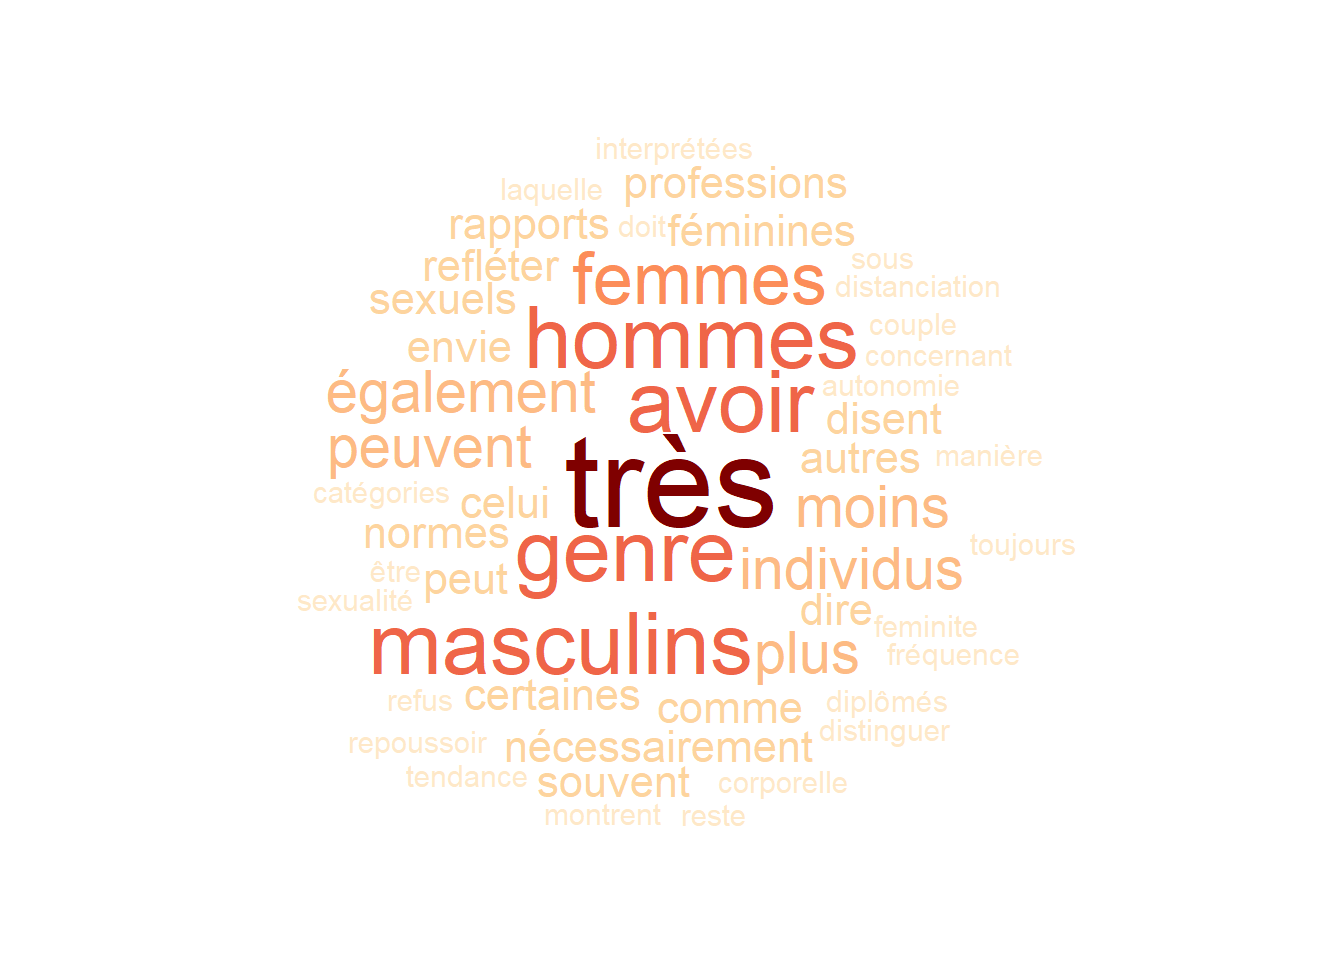 interprétées
laquelle professions
rapports doit féminines
refléter femmes sous
sexuels distanciation
hommes couple
envie concernant
également avoir autonomie
disent
peuvent très autres manière
catégories celui moins
normes genre toujours
être peut individus
sexualité dire
masculins plus feminite
fréquence
refus certaines comme diplômés
repoussoir nécessairement distinguer
tendance souvent corporelle
montrent reste